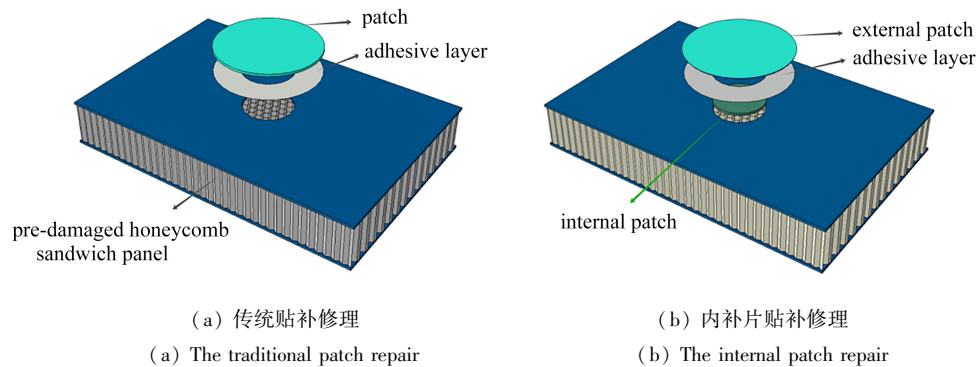 patch
adhesive layer
pre-damaged honeycomb
sandwich panel
(a) 传统贴补修理
(a) The traditional patch repair
external patch
adhesive layer
internal patch
(b) 内补片贴补修理
(b) The internal patch repair